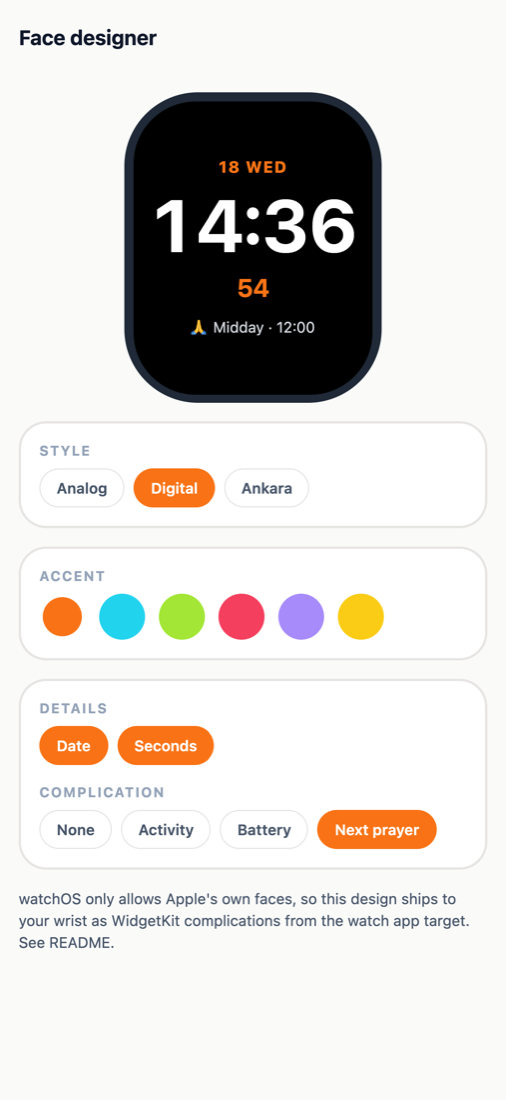 Face designer
18 WED
14:36
54
🙏 Midday · 12:00
STYLE
Analog Digital Ankara
ACCENT
DETAILS
Date Seconds
COMPLICATION
None Activity Battery Next prayer
watchOS only allows Apple's own faces, so this design ships to
your wrist as WidgetKit complications from the watch app target.
See README.